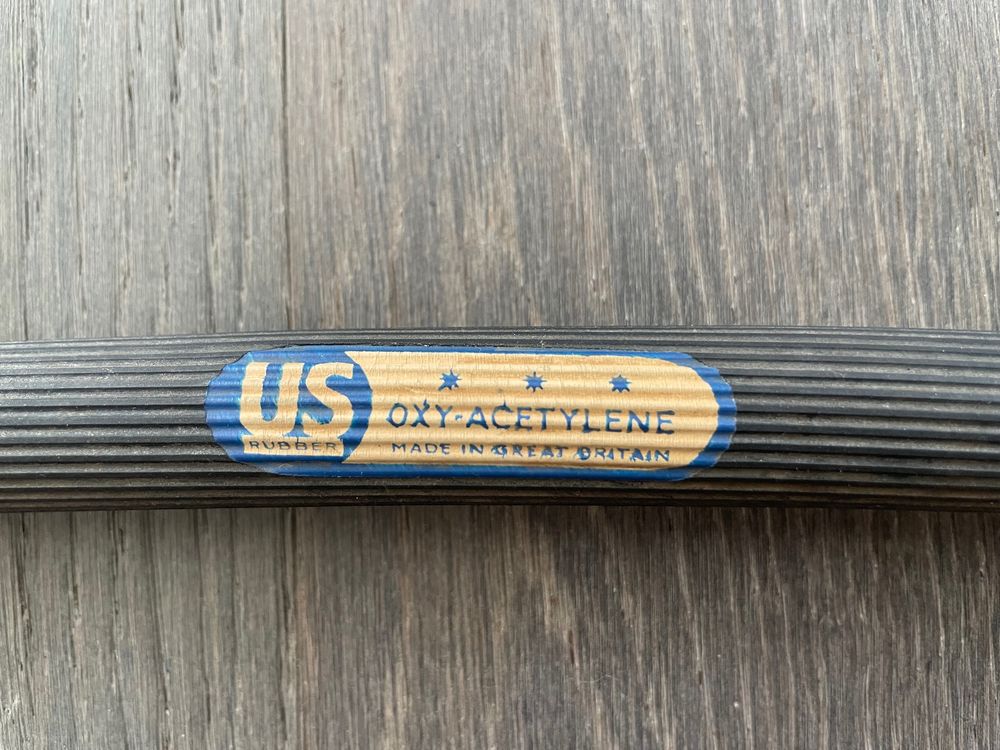 US
RUBBER
OXY-ACETYLENE
MADE IN GREAT BRITAIN